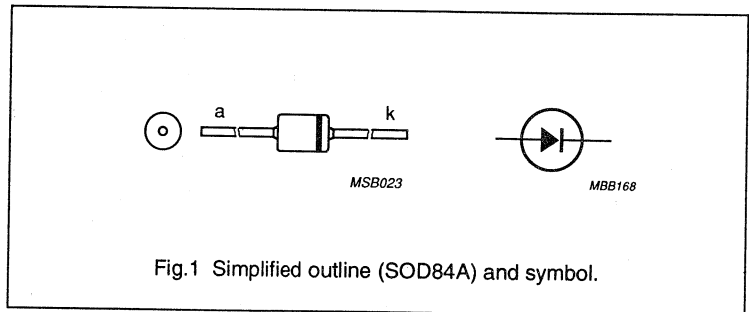 a
k
MSB023
MBB168
Fig.1 Simplified outline (SOD84A) and symbol.